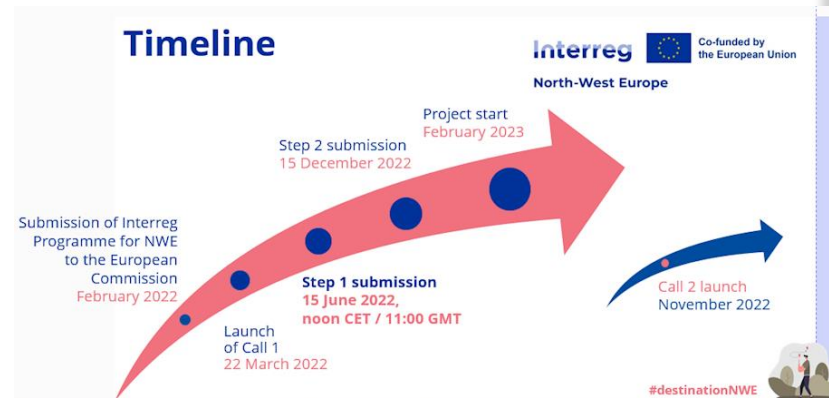 Timeline
Interreg
Co-funded by
the European Union
North-West Europe
Project start
February 2023
Step 2 submission
15 December 2022
Submission of Interreg
Programme for NWE
to the European
Commission
February 2022
Step 1 submission
15 June 2022,
noon CET / 11:00 GMT
Launch
of Call 1
22 March 2022
Call 2 launch
November 2022
#destinationNWE